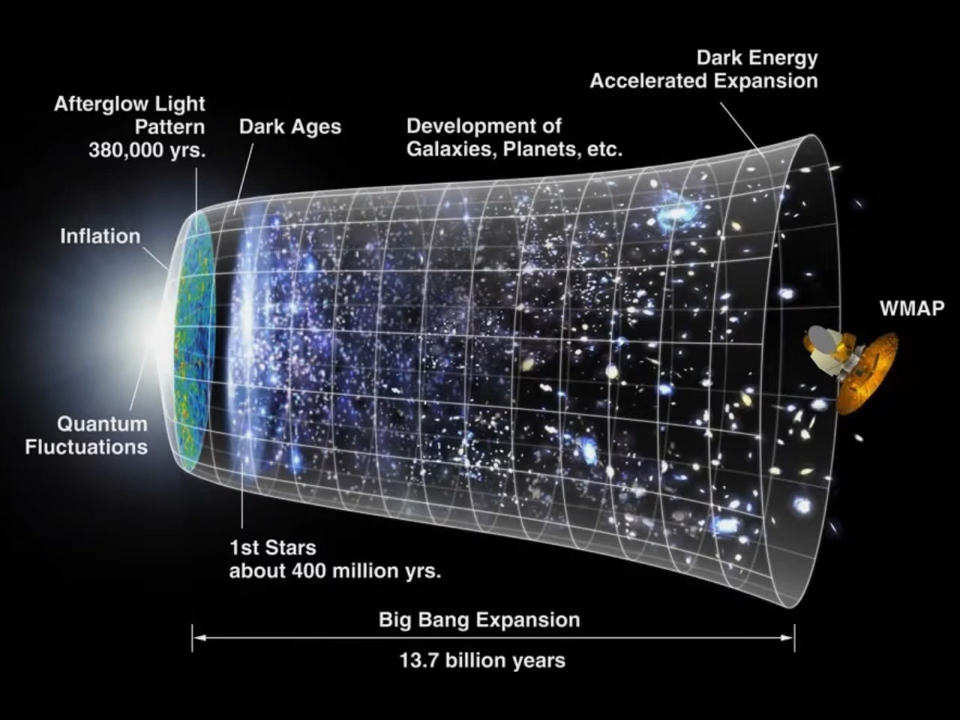 Dark Energy
Accelerated Expansion
Afterglow Light
Pattern
380,000 yrs.
Dark Ages
Development of
Galaxies, Planets, etc.
Inflation
WMAP
Quantum
Fluctuations
1st Stars
about 400 million yrs.
Big Bang Expansion
13.7 billion years